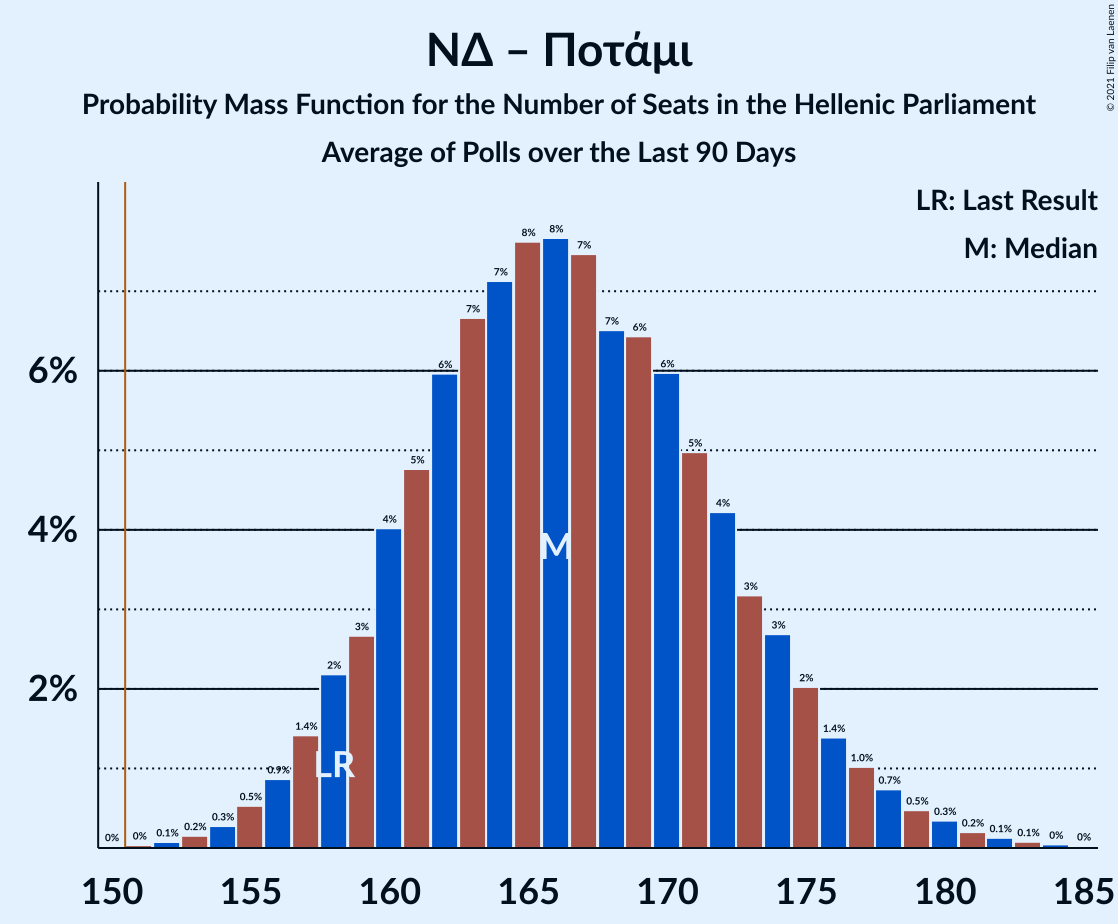 ΝΔ – Ποτάμι
Probability Mass Function for the Number of Seats in the Hellenic Parliament
Average of Polls over the Last 90 Days
© 2021 Filip van Laenen
LR: Last Result
M: Median
6%
4%
2%
0% 0% 0.1% 0.2% 0.3% 0.5% 0.9% 1.4% 2% 3% 4% 5% 6% 7% 7% 8% 8% 7% 7% 6% 6% 5% 4% 3% 3% 2% 1.4% 1.0% 0.7% 0.5% 0.3% 0.2% 0.1% 0.1% 0% 0%
M
LR
150 155 160 165 170 175 180 185